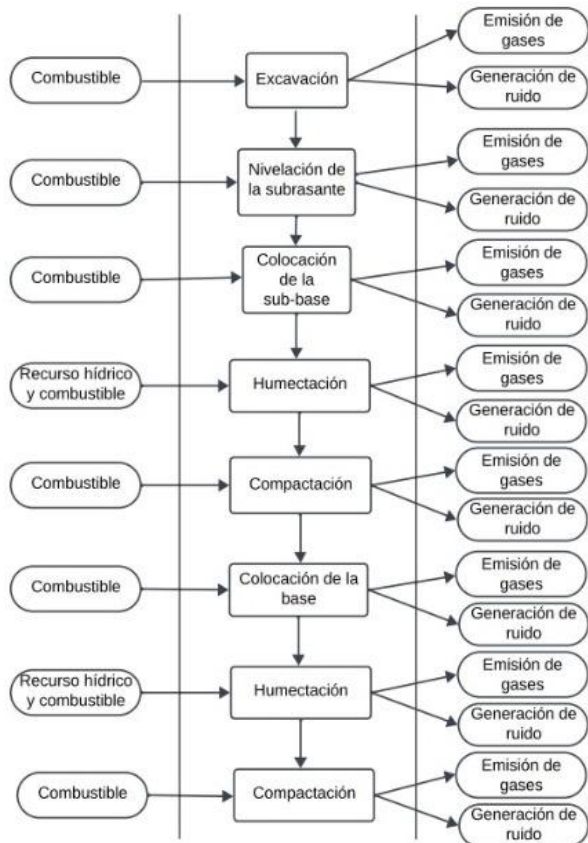 Combustible
Excavación
Emisión de
gases
Generación de
ruido
Combustible
Nivelación de
la subrasante
Emisión de
gases
Generación de
ruido
Combustible
Colocación
de la
sub-base
Emisión de
gases
Generación de
ruido
Recurso hídrico
y combustible
Humectación
Emisión de
gases
Generación de
ruido
Combustible
Compactación
Emisión de
gases
Generación de
ruido
Combustible
Colocación de la
base
Emisión de
gases
Generación de
ruido
Recurso hídrico
y combustible
Humectación
Emisión de
gases
Generación de
ruido
Combustible
Compactación
Emisión de
gases
Generación de
ruido